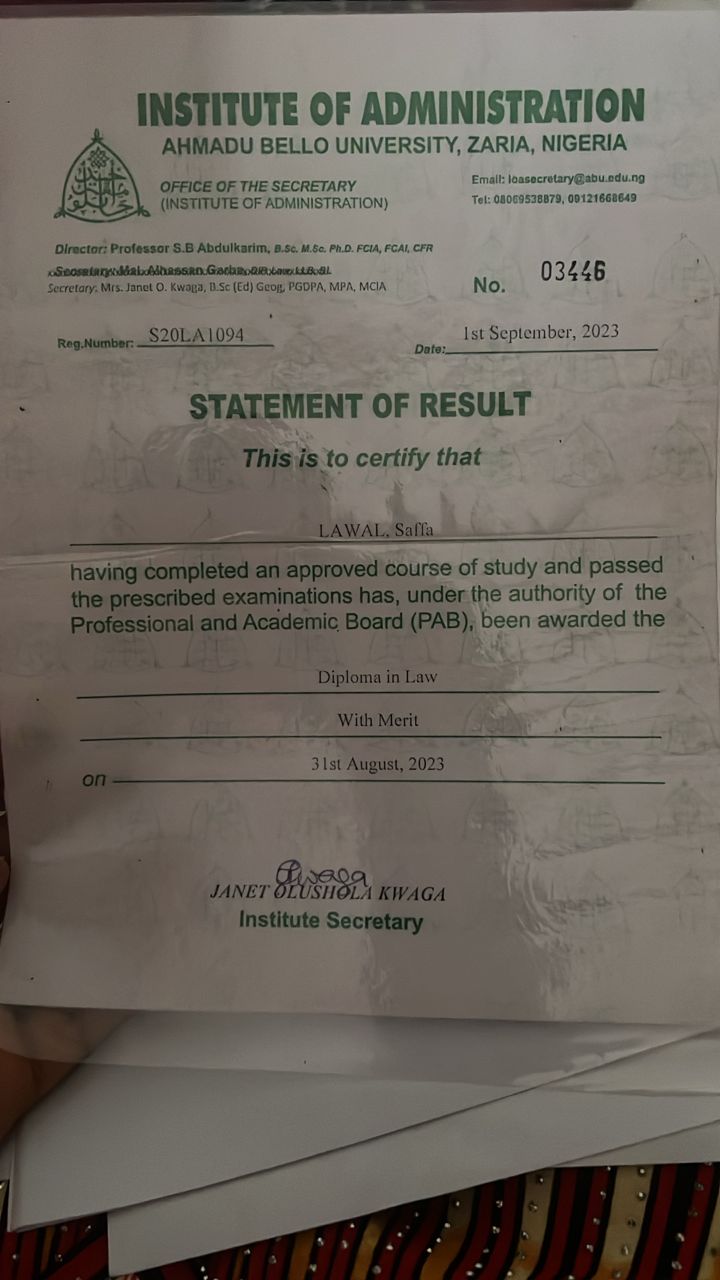 INSTITUTE OF ADMINISTRATION
AHMADU BELLO UNIVERSITY, ZARIA, NIGERIA
OFFICE OF THE SECRETARY
(INSTITUTE OF ADMINISTRATION)
Email: ioasecretary@abu.edu.ng
Tel: 08069538879, 09121668649
Director: Professor S.B Abdulkarim, B.Sc. M.Sc. Ph.D. FCIA, FCAI, CFR
Secretary: Mal. Alhassan Garba,
Secretary: Mrs. Janet O. Kwaga, B.Sc (Ed) Geog, PGDPA, MPA, MCIA
No. 03446
Reg.Number: S20LA1094
Date: 1st September, 2023
STATEMENT OF RESULT
This is to certify that
LAWAL, Saffa
having completed an approved course of study and passed
the prescribed examinations has, under the authority of the
Professional and Academic Board (PAB), been awarded the
Diploma in Law
With Merit
on 31st August, 2023
Kwaga
JANET OLUSHOLA KWAGA
Institute Secretary